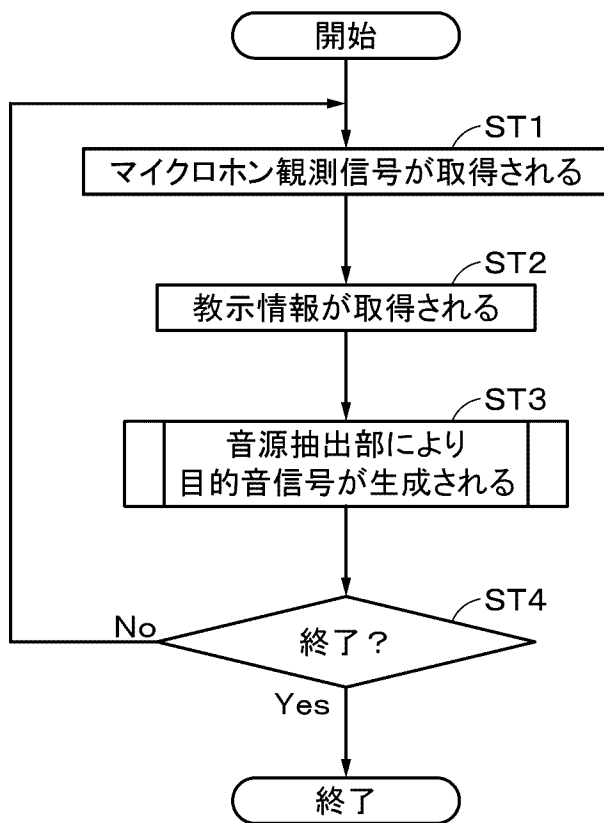 開始
ST1
マイクロホン観測信号が取得される
ST2
教示情報が取得される
ST3
音源抽出部により
目的音信号が生成される
ST4
No
終了？
Yes
終了